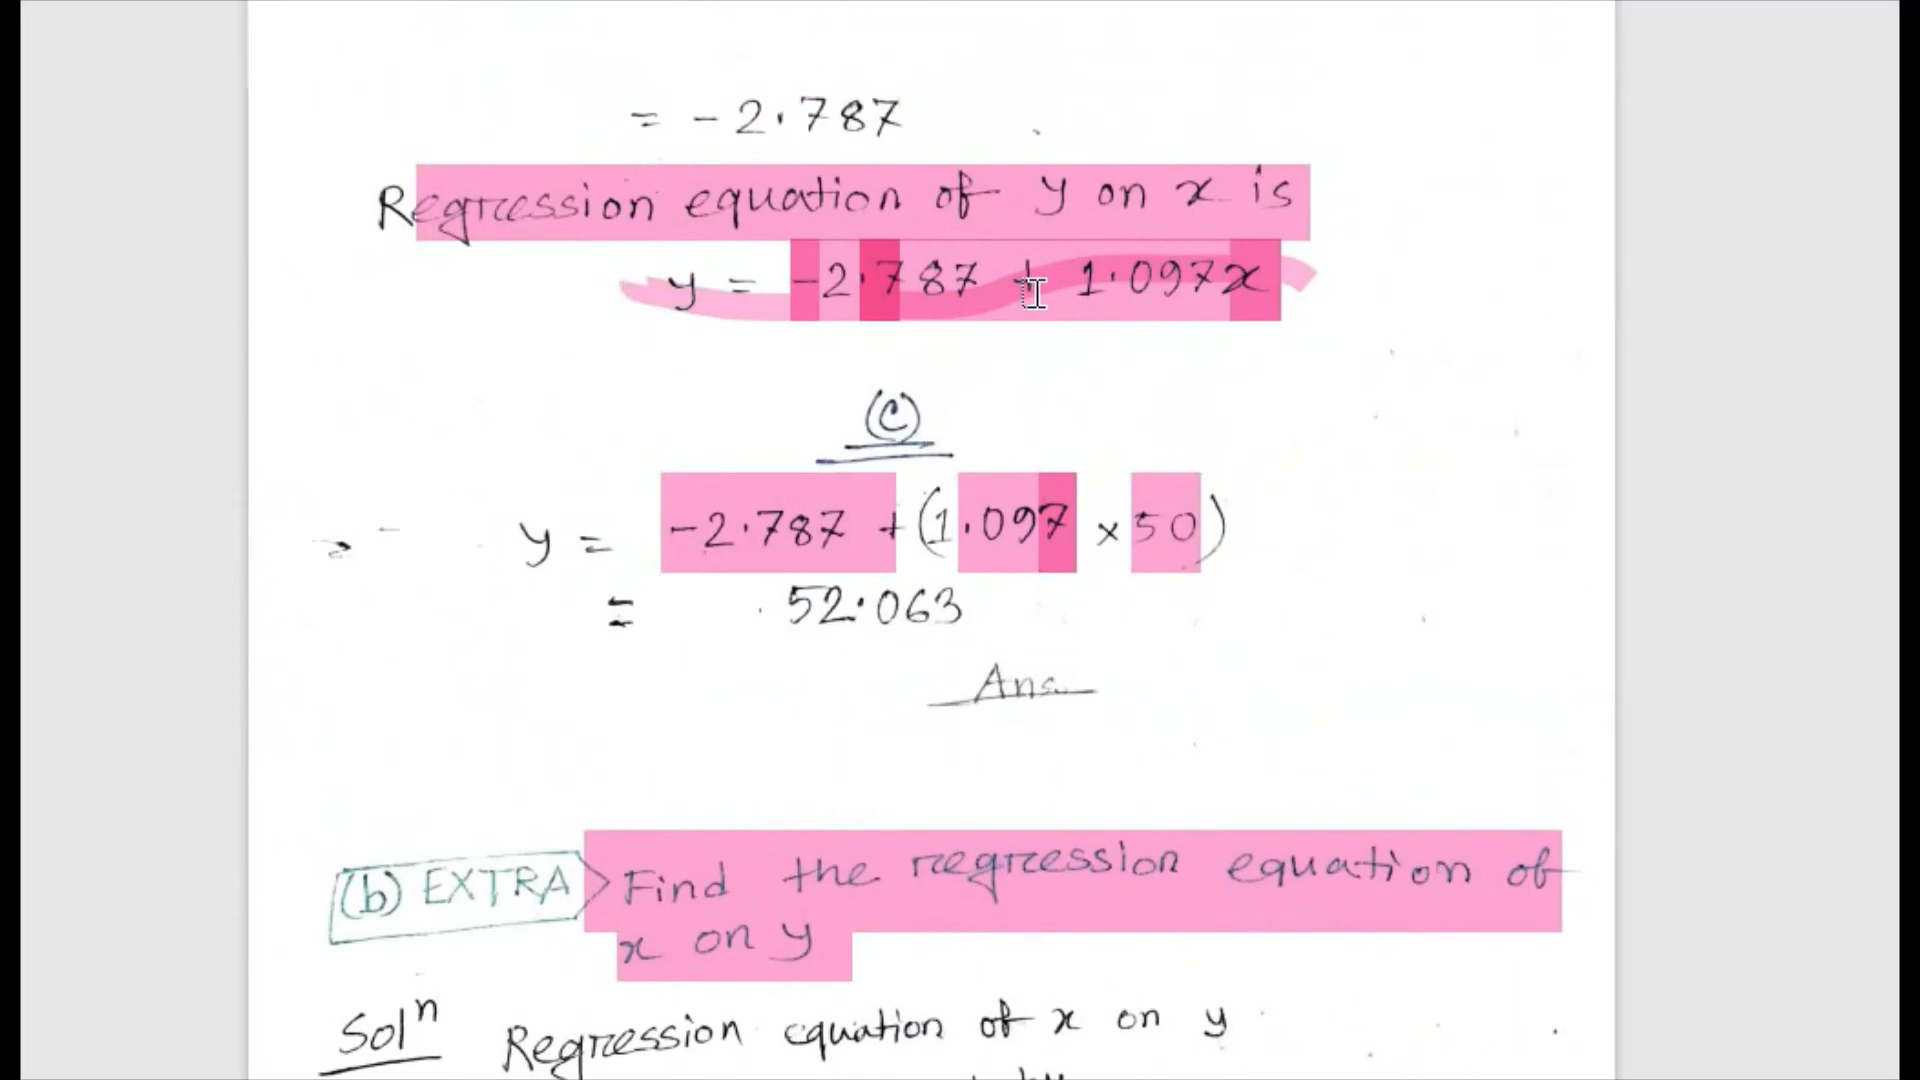 = -2.787
Regression equation of y on x is
y = -2.787 + 1.097x
(C)
y = -2.787 + (1.097 × 50)
= 52.063
Ans.
(b) EXTRA > Find the regression equation of
x on y
Solⁿ Regression equation of x on y